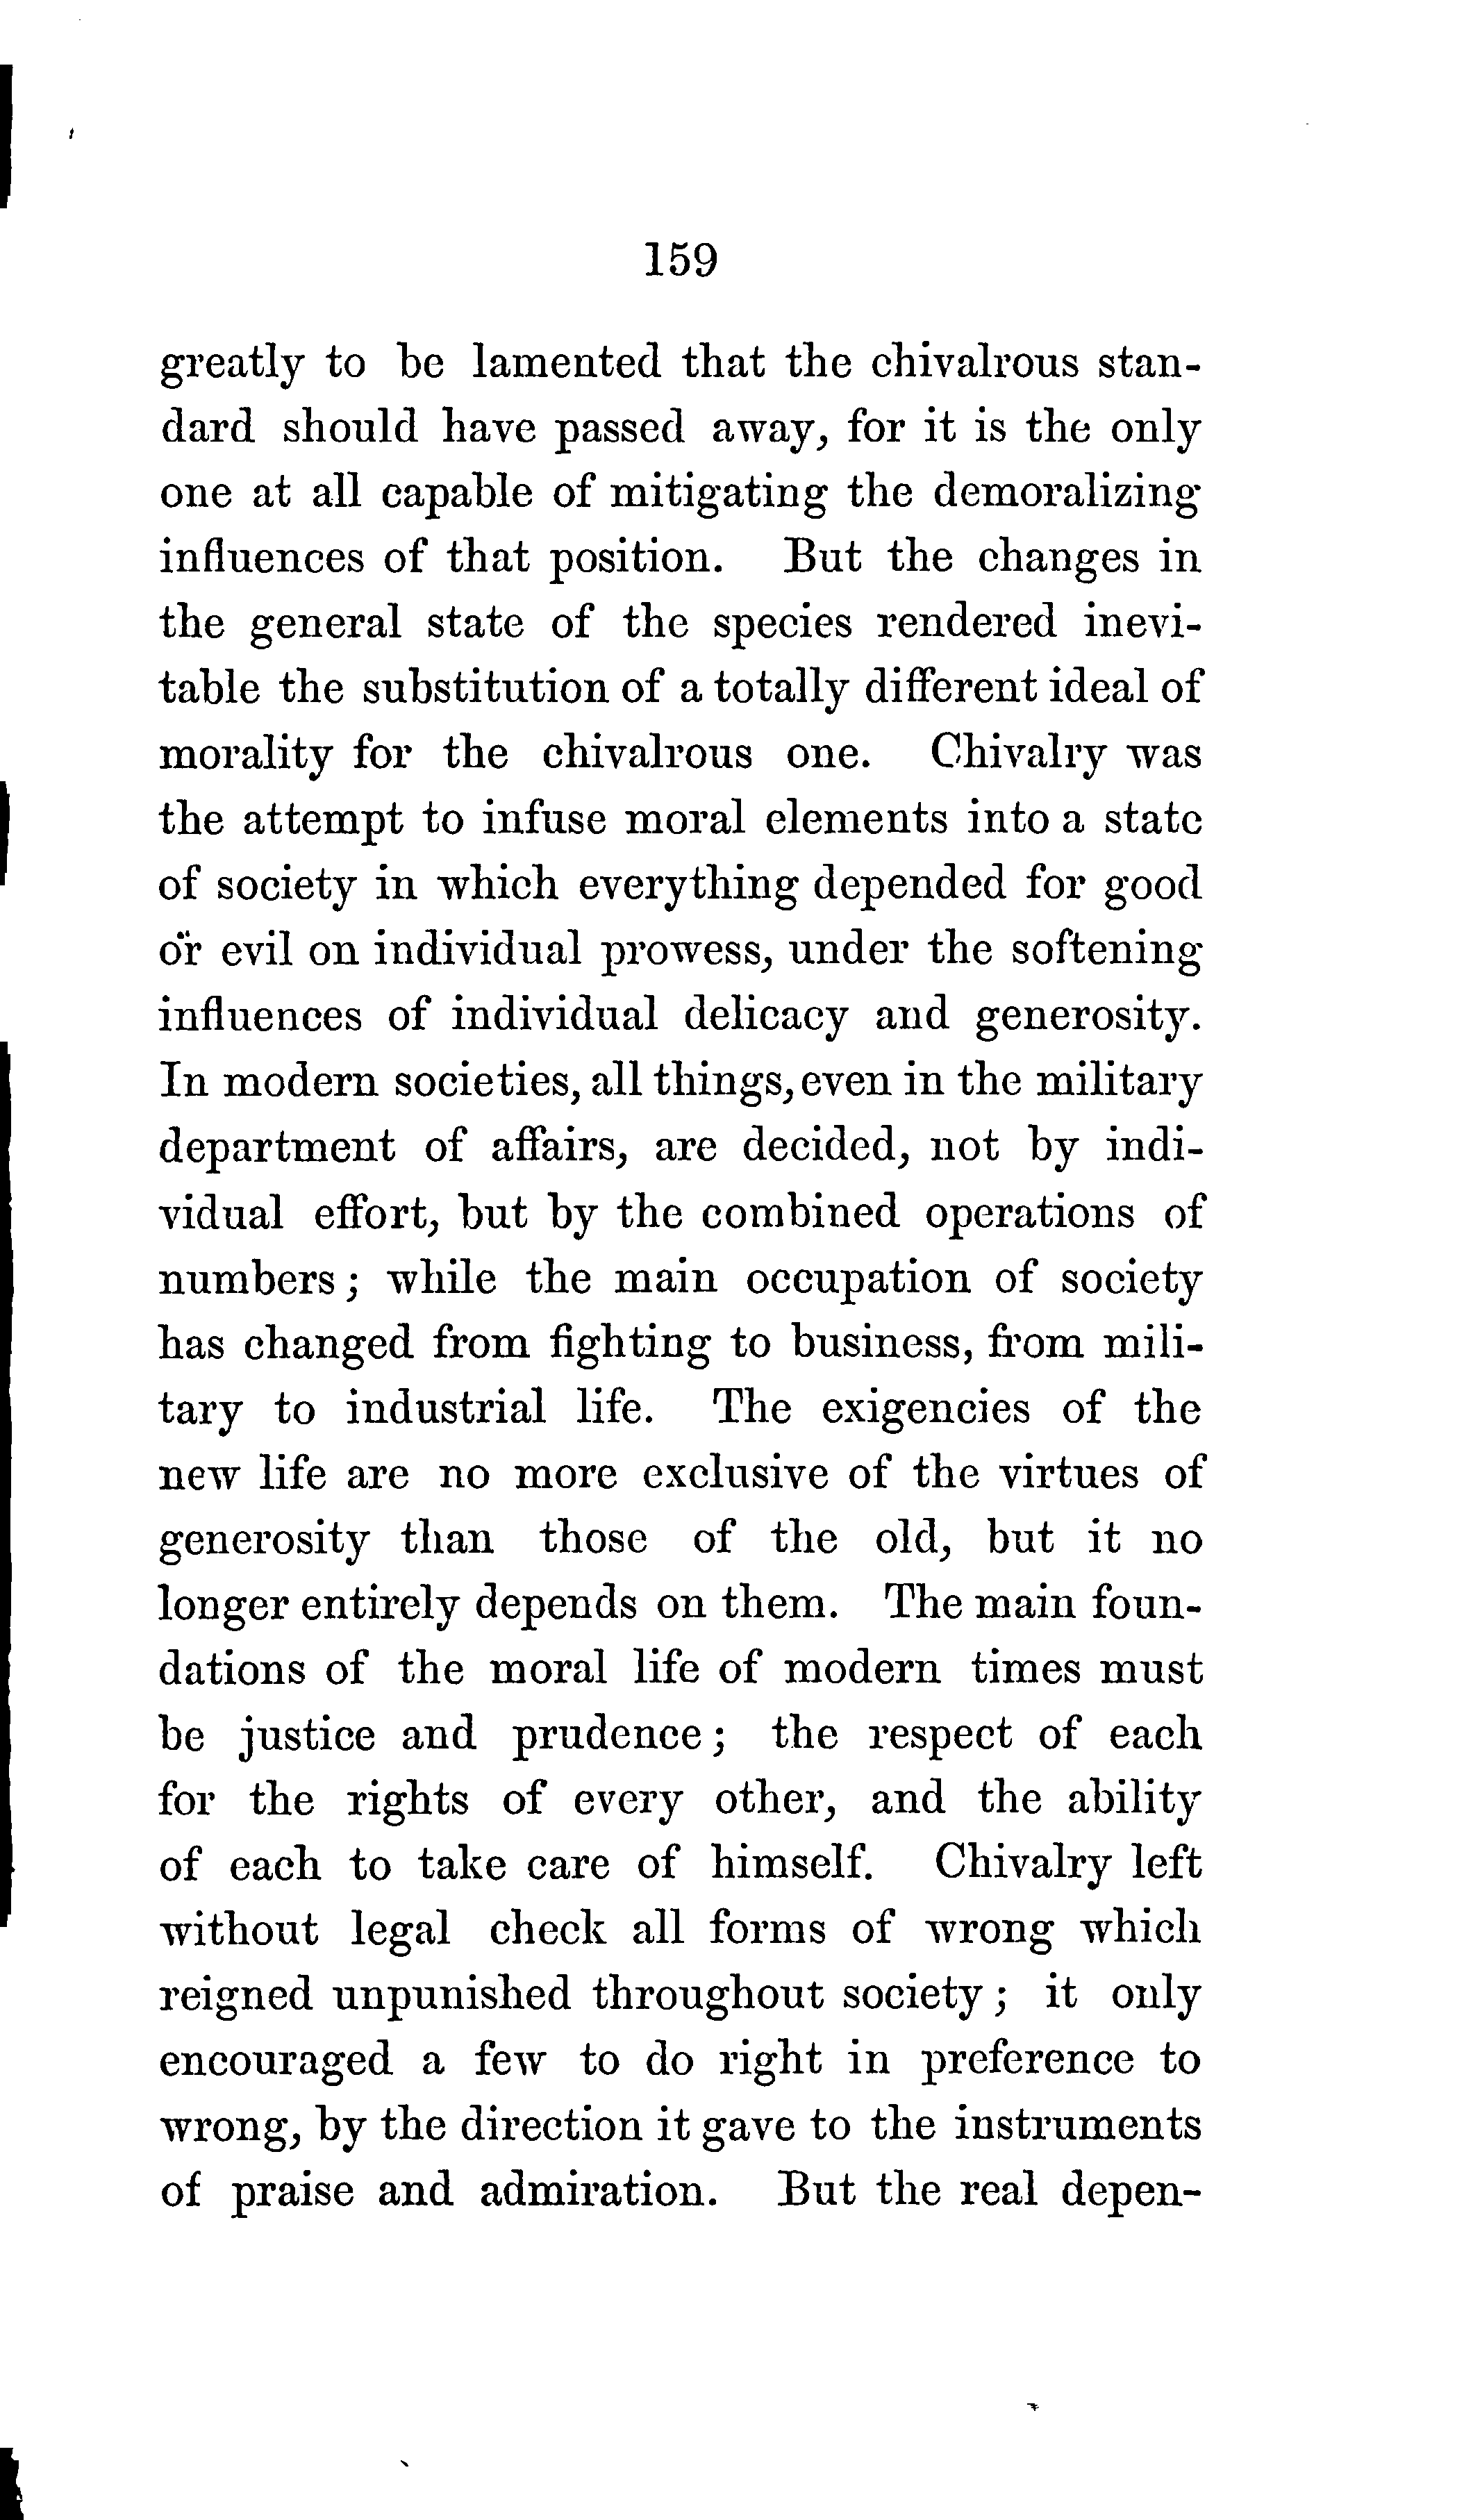 159
greatly to be lamented that the chivalrous stan-
dard should have passed away, for it is the only
one at all capable of mitigating the demoralizing
influences of that position. But the changes in
the general state of the species rendered inevi-
table the substitution of a totally different ideal of
morality for the chivalrous one. Chivalry was
the attempt to infuse moral elements into a state
of society in which everything depended for good
or evil on individual prowess, under the softening
influences of individual delicacy and generosity.
In modern societies, all things, even in the military
department of affairs, are decided, not by indi-
vidual effort, but by the combined operations of
numbers; while the main occupation of society
has changed from fighting to business, from mili-
tary to industrial life. The exigencies of the
new life are no more exclusive of the virtues of
generosity than those of the old, but it no
longer entirely depends on them. The main foun-
dations of the moral life of modern times must
be justice and prudence; the respect of each
for the rights of every other, and the ability
of each to take care of himself. Chivalry left
without legal check all forms of wrong which
reigned unpunished throughout society; it only
encouraged a few to do right in preference to
wrong, by the direction it gave to the instruments
of praise and admiration. But the real depen-